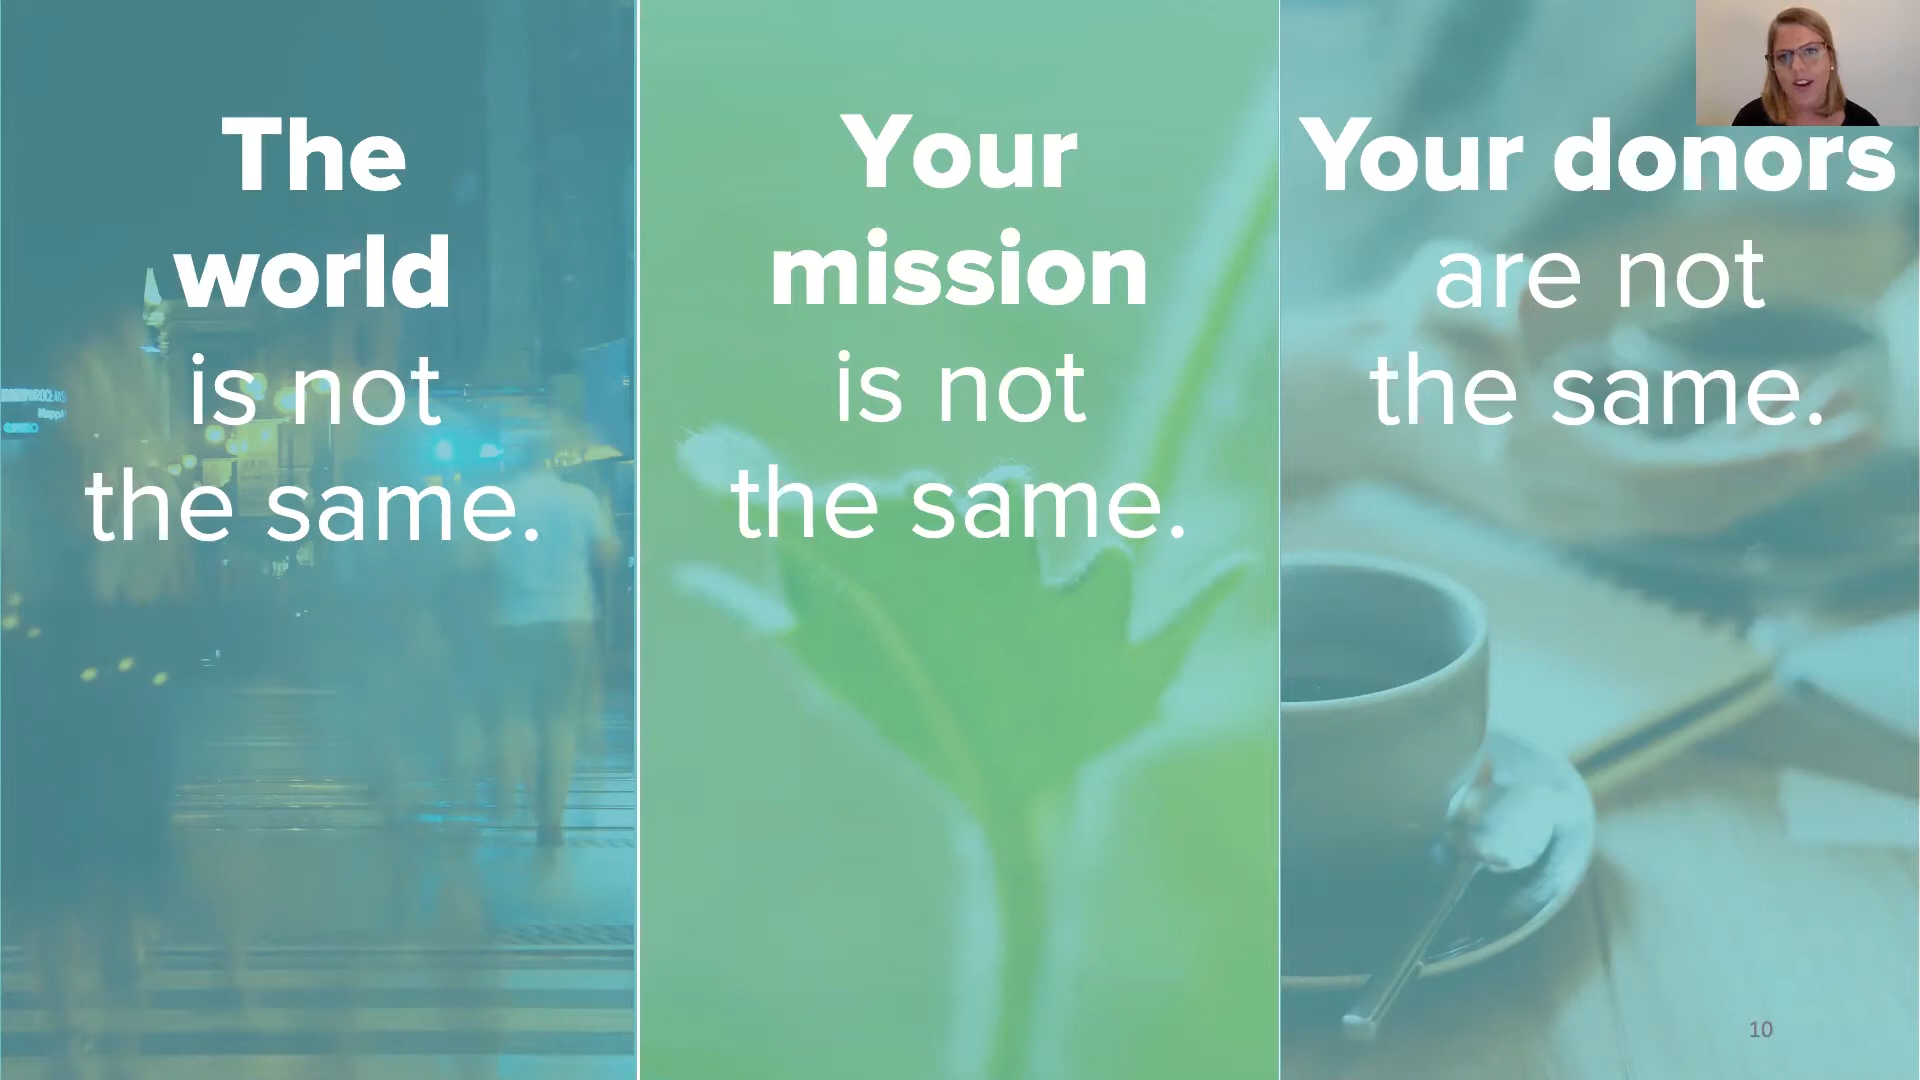 The
world
is not
the same.
Your
mission
is not
the same.
Your donors
are not
the same.
10